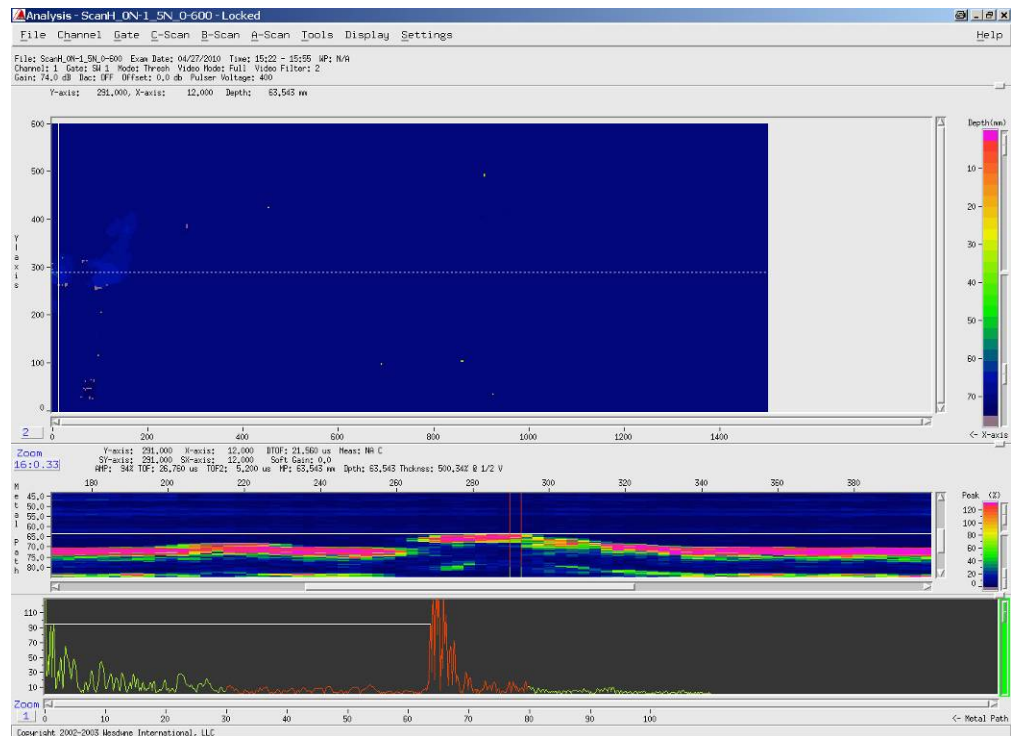 Analysis - ScanH_0N-1_5N_0-600 - Locked
File Channel Gate C-Scan B-Scan A-Scan Tools Display Settings Help
File: ScanH_0N-1_5N_0-600 Exam Date: 04/27/2010 Time: 15:22 - 15:55 WP: N/A
Channel: 1 Gate: SW 1 Mode: Thresh Video Mode: Full Video Filter: 2
Gain: 74.0 dB Dac: OFF Offset: 0.0 db Pulser Voltage: 400
Y-axis: 291.000, X-axis: 12.000 Depth: 63.543 mm
600
500
400
300
200
100
0
Y axis
Depth(mm)
10
20
30
40
50
60
70
<- X-axis
2
0 200 400 600 800 1000 1200 1400
Zoom
16:0.33
Y-axis: 291.000 X-axis: 12.000 DTOF: 21.560 us Meas: NA C
SY-axis: 291.000 SX-axis: 12.000 Soft Gain: 0.0
AMP: 94% TOF: 26.760 us TOF2: 5.200 us MP: 63.543 mm Dpth: 63.543 Thcknss: 500.34% @ 1/2 V
180 200 220 240 260 280 300 320 340 360 380
Metal Path
45.0
50.0
55.0
60.0
65.0
70.0
75.0
80.0
Peak (%)
120
100
80
60
40
20
0
110
90
70
50
30
10
Zoom
1
0 10 20 30 40 50 60 70 80 90 100
<- Metal Path
Copyright 2002-2003 Wesdyne International, LLC